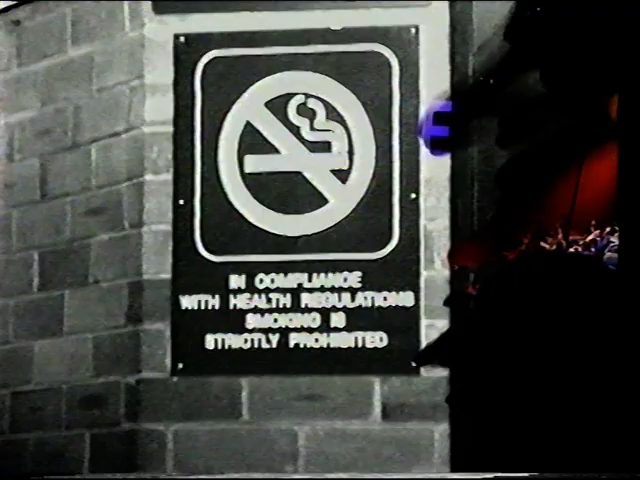 IN COMPLIANCE
WITH HEALTH REGULATIONS
SMOKING IS
STRICTLY PROHIBITED